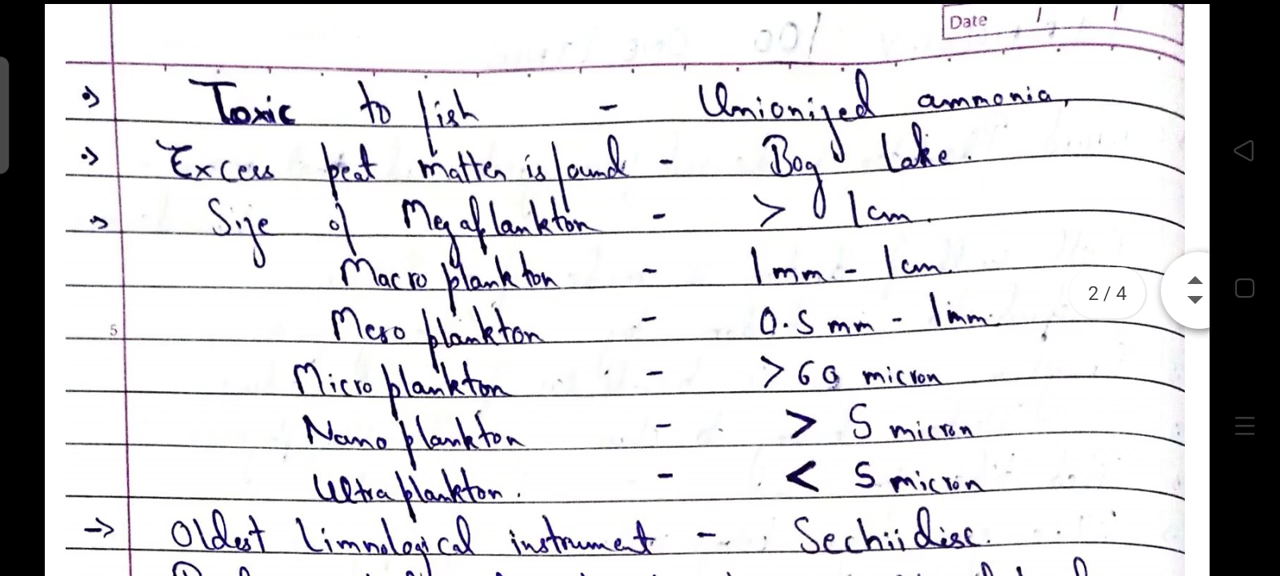 Date / /
100
Toxic to fish - Unionized ammonia,
Excess peat matter is found - Bog Lake.
Size of Megaplankton - > 1cm.
Macro plankton - 1mm - 1cm.
5 Meso plankton - 0.5mm - 1mm.
Micro plankton - > 60 micron
Nano plankton - > 5 micron
Ultra plankton. - < 5 micron
→ Oldest Limnological instrument - Sechii disc.
2/4